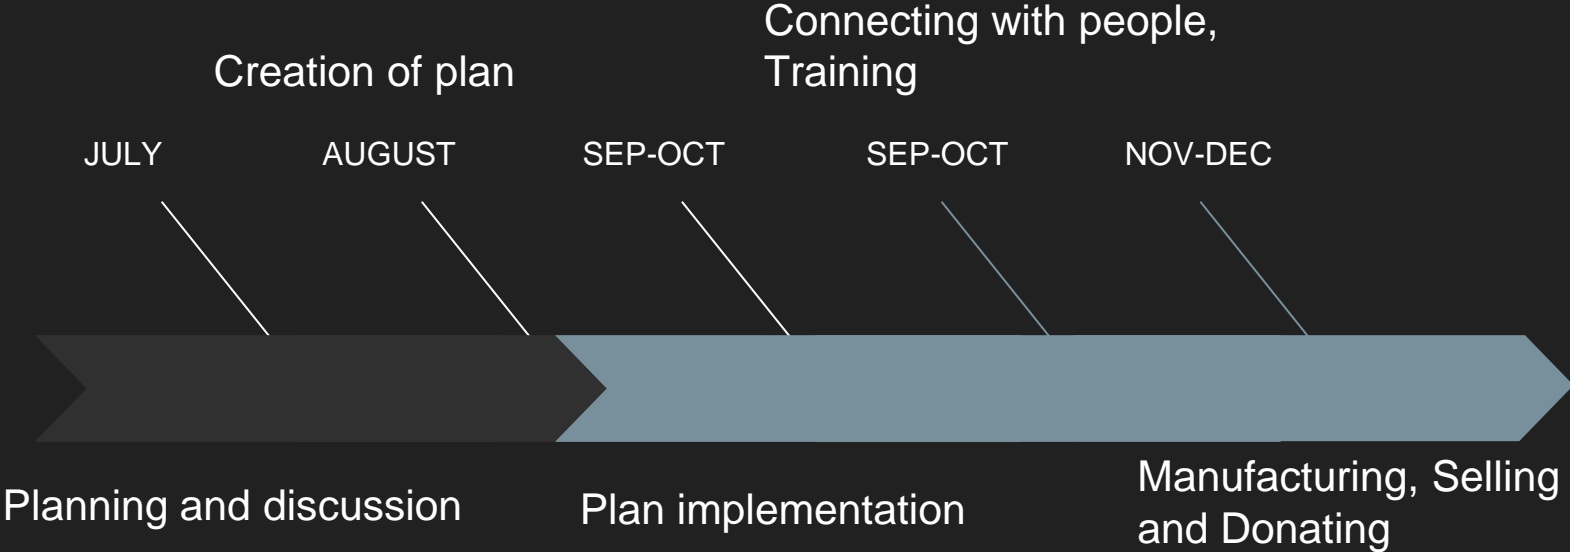 Connecting with people,
Training
Creation of plan
JULY
AUGUST
SEP-OCT
SEP-OCT
NOV-DEC
Planning and discussion
Plan implementation
Manufacturing, Selling
and Donating